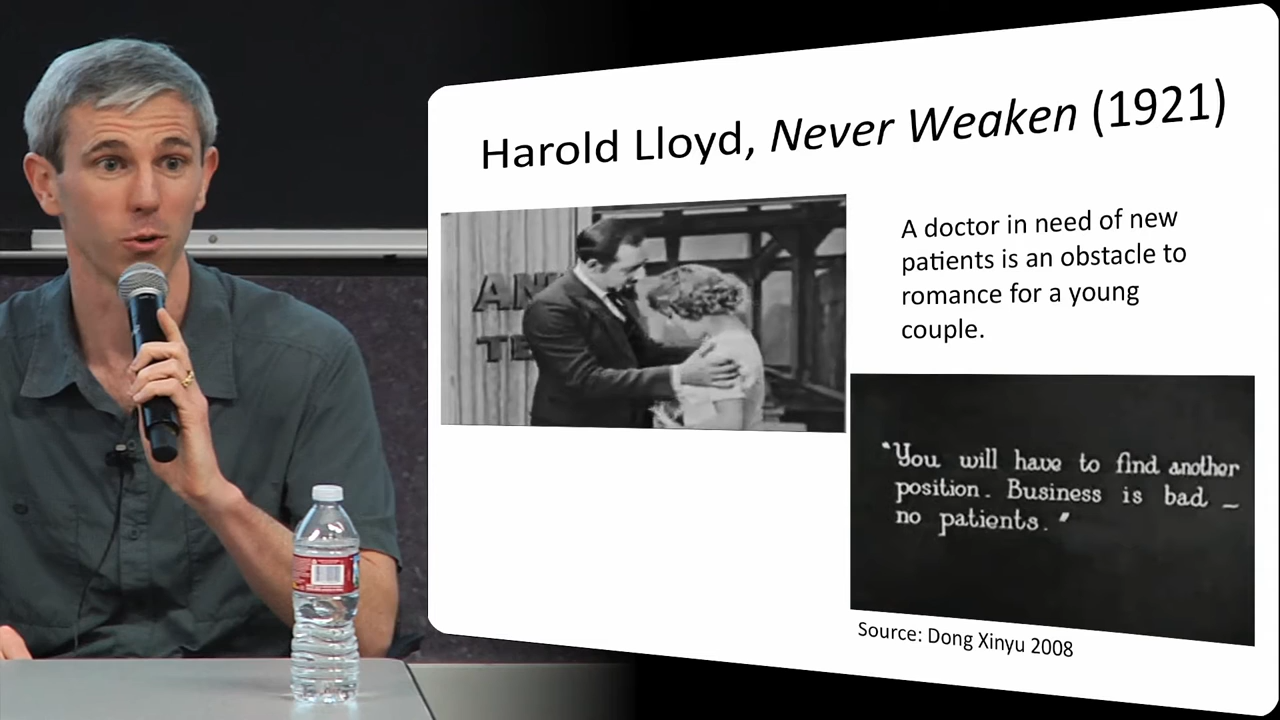 Harold Lloyd, Never Weaken (1921)
A doctor in need of new
patients is an obstacle to
romance for a young
couple.
"You will have to find another
position. Business is bad —
no patients."
Source: Dong Xinyu 2008